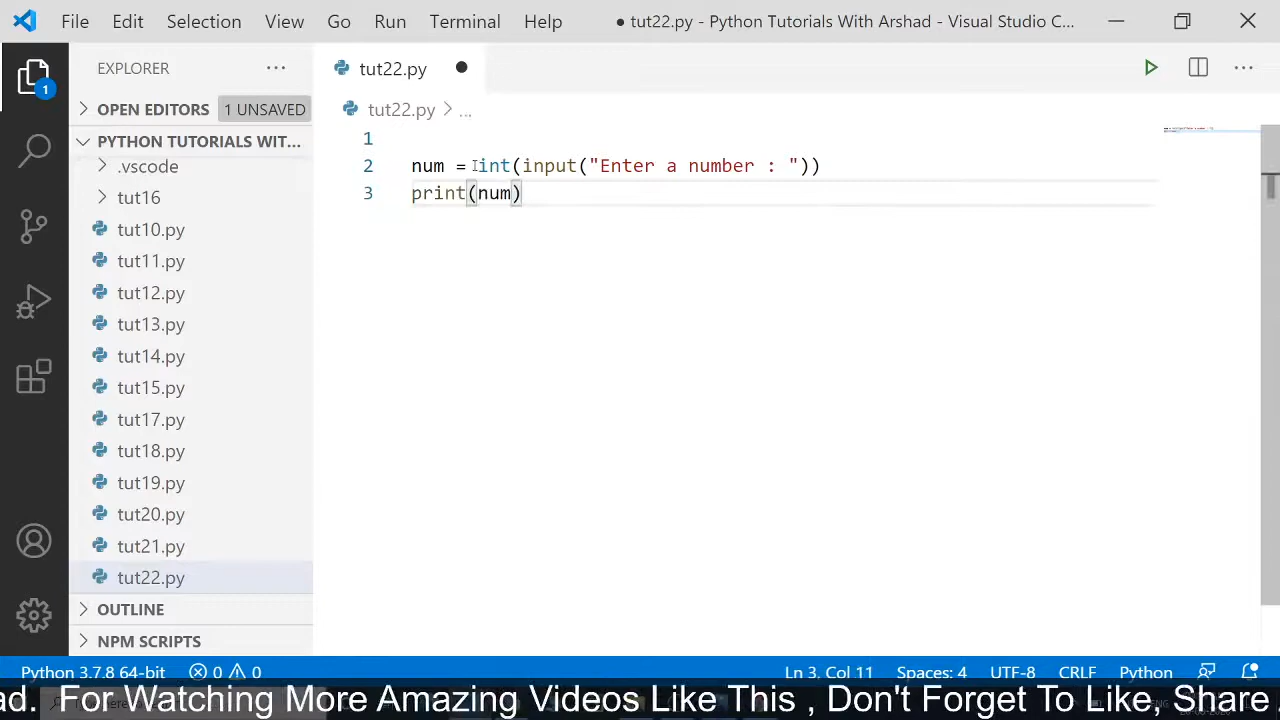 File Edit Selection View Go Run Terminal Help ● tut22.py - Python Tutorials With Arshad - Visual Studio C...
EXPLORER ...
tut22.py
OPEN EDITORS 1 UNSAVED
tut22.py > ...
PYTHON TUTORIALS WIT...
.vscode
tut16
tut10.py
tut11.py
tut12.py
tut13.py
tut14.py
tut15.py
tut17.py
tut18.py
tut19.py
tut20.py
tut21.py
tut22.py
OUTLINE
NPM SCRIPTS
1
1
2 num = int(input("Enter a number : "))
3 print(num)
Python 3.7.8 64-bit 0 0 Ln 3, Col 11 Spaces: 4 UTF-8 CRLF Python
ad. For Watching More Amazing Videos Like This , Don't Forget To Like, Share